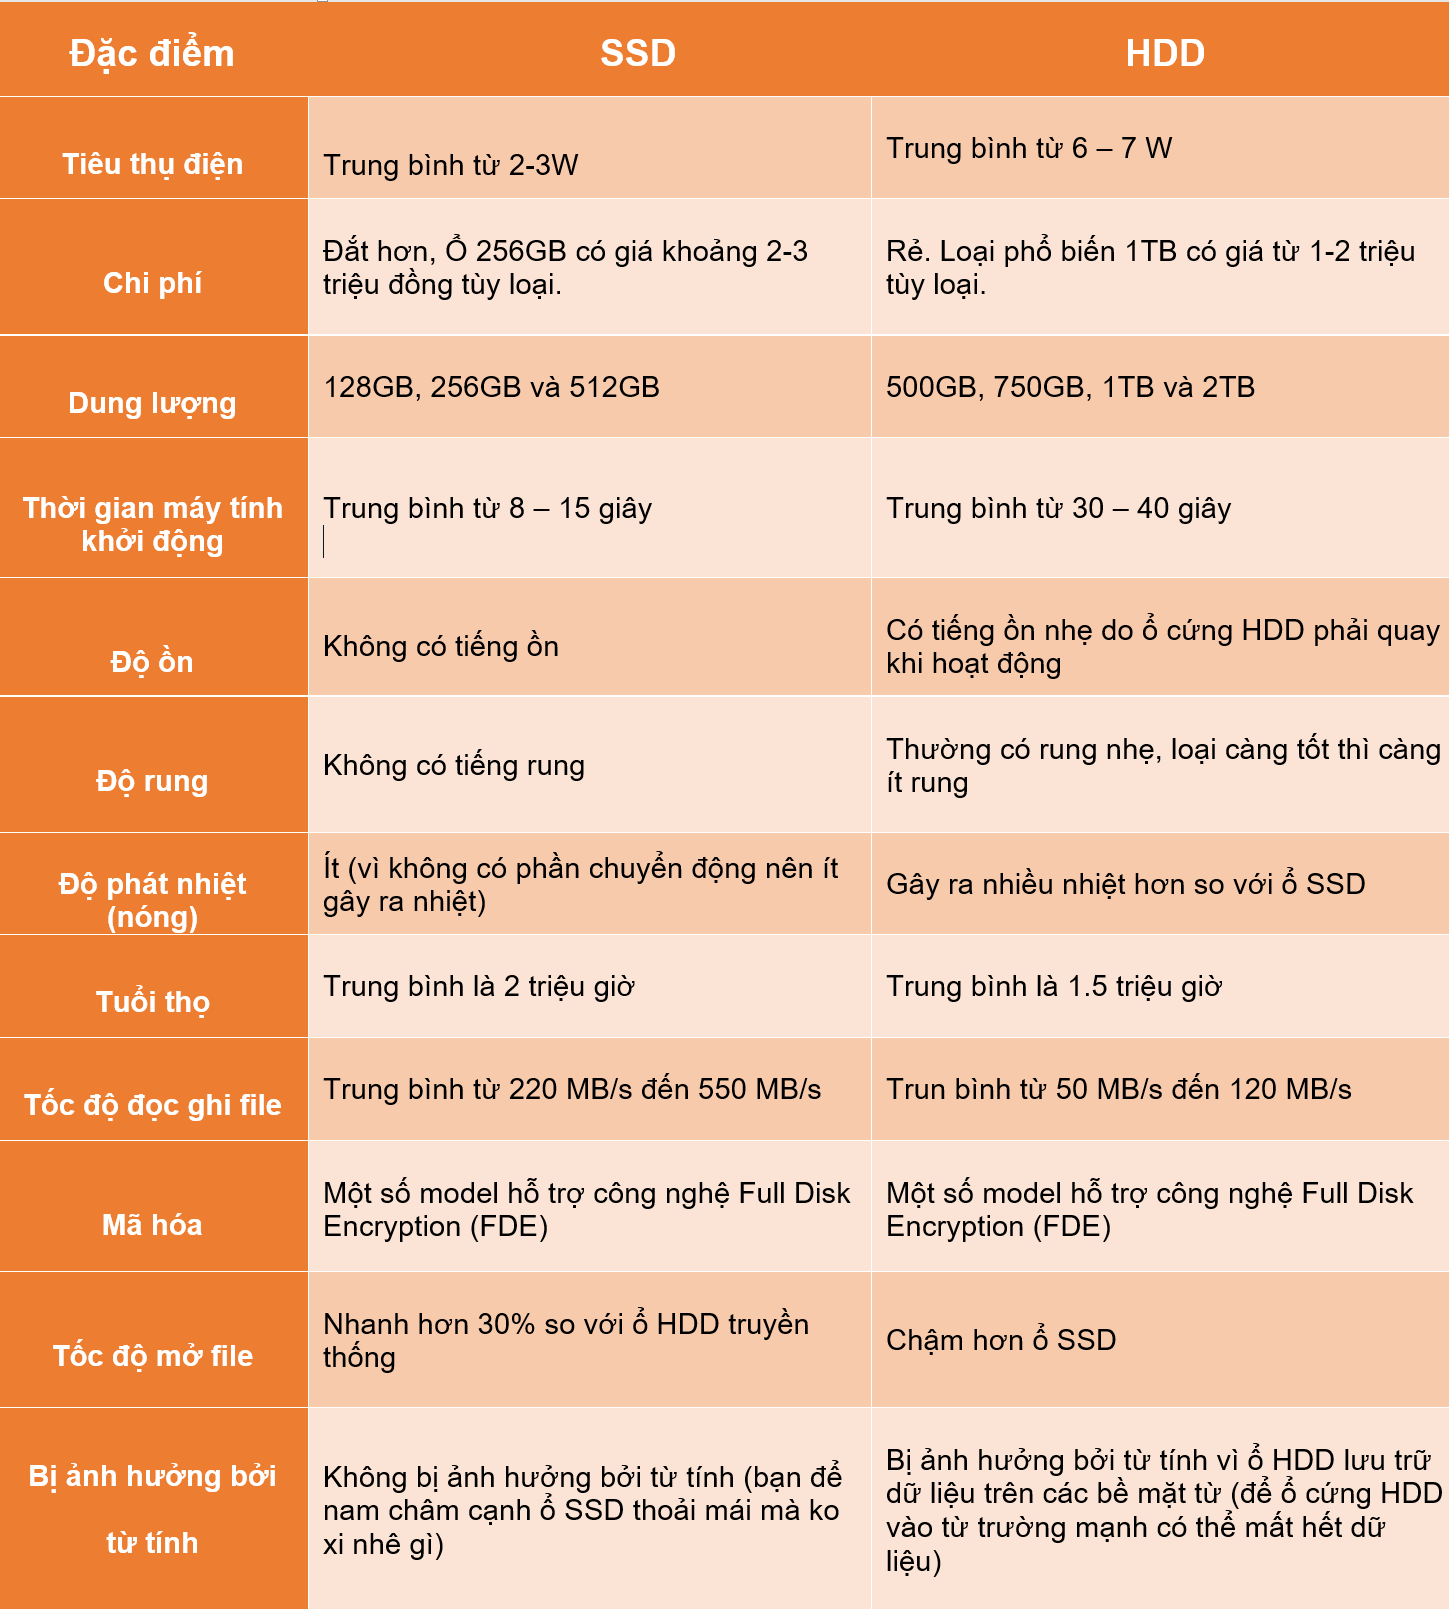 Đặc điểm
SSD
HDD
Tiêu thụ điện
Trung bình từ 2-3W
Trung bình từ 6 – 7 W
Chi phí
Đắt hơn, Ổ 256GB có giá khoảng 2-3
triệu đồng tùy loại.
Rẻ. Loại phổ biến 1TB có giá từ 1-2 triệu
tùy loại.
Dung lượng
128GB, 256GB và 512GB
500GB, 750GB, 1TB và 2TB
Thời gian máy tính
khởi động
Trung bình từ 8 – 15 giây
Trung bình từ 30 – 40 giây
Độ ồn
Không có tiếng ồn
Có tiếng ồn nhẹ do ổ cứng HDD phải quay
khi hoạt động
Độ rung
Không có tiếng rung
Thường có rung nhẹ, loại càng tốt thì càng
ít rung
Độ phát nhiệt
(nóng)
Ít (vì không có phần chuyển động nên ít
gây ra nhiệt)
Gây ra nhiều nhiệt hơn so với ổ SSD
Tuổi thọ
Trung bình là 2 triệu giờ
Trung bình là 1.5 triệu giờ
Tốc độ đọc ghi file
Trung bình từ 220 MB/s đến 550 MB/s
Trun bình từ 50 MB/s đến 120 MB/s
Mã hóa
Một số model hỗ trợ công nghệ Full Disk
Encryption (FDE)
Một số model hỗ trợ công nghệ Full Disk
Encryption (FDE)
Tốc độ mở file
Nhanh hơn 30% so với ổ HDD truyền
thống
Chậm hơn ổ SSD
Bị ảnh hưởng bởi
từ tính
Không bị ảnh hưởng bởi từ tính (bạn để
nam châm cạnh ổ SSD thoải mái mà ko
xi nhê gì)
Bị ảnh hưởng bởi từ tính vì ổ HDD lưu trữ
dữ liệu trên các bề mặt từ (để ổ cứng HDD
vào từ trường mạnh có thể mất hết dữ
liệu)